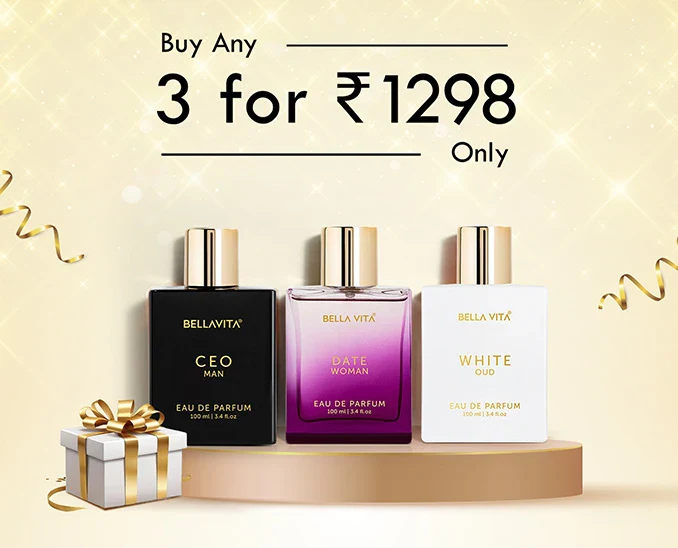 Buy Any
3 for ₹1298
Only
BELLAVITA®
CEO
MAN
EAU DE PARFUM
100 ml | 3.4 fl.oz
BELLA VITA®
DATE
WOMAN
EAU DE PARFUM
100 ml | 3.4 fl.oz
BELLA VITA®
WHITE
OUD
EAU DE PARFUM
100 ml | 3.4 fl.oz